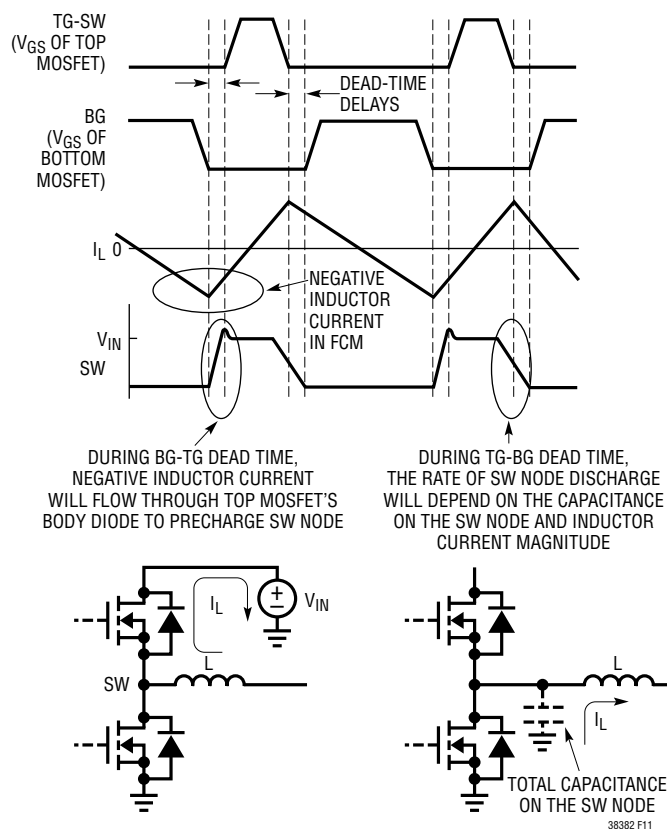 TG-SW
(VGS OF TOP
MOSFET)
DEAD-TIME
DELAYS
BG
(VGS OF
BOTTOM
MOSFET)
IL 0
NEGATIVE
INDUCTOR
CURRENT
IN FCM
VIN
SW
DURING BG-TG DEAD TIME,
NEGATIVE INDUCTOR CURRENT
WILL FLOW THROUGH TOP MOSFET'S
BODY DIODE TO PRECHARGE SW NODE
DURING TG-BG DEAD TIME,
THE RATE OF SW NODE DISCHARGE
WILL DEPEND ON THE CAPACITANCE
ON THE SW NODE AND INDUCTOR
CURRENT MAGNITUDE
IL
+
−
VIN
L
SW
L
IL
TOTAL CAPACITANCE
ON THE SW NODE
38382 F11